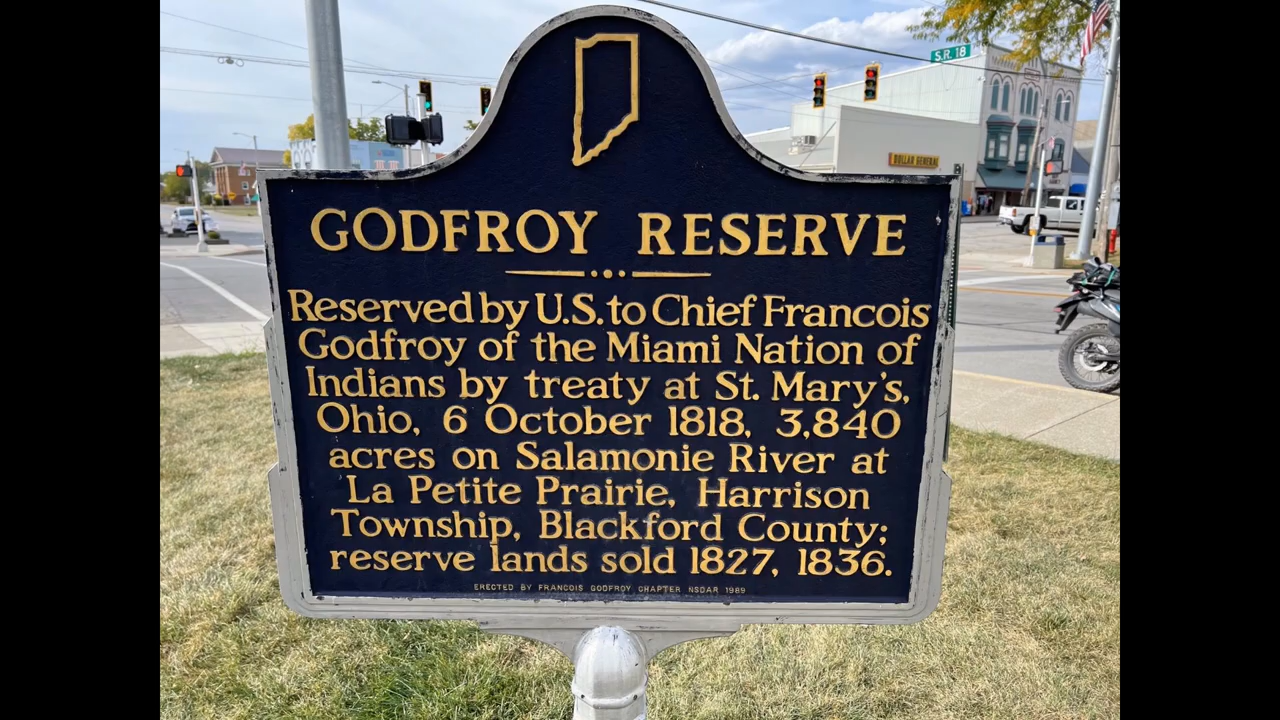 S.R. 18
DOLLAR GENERAL
GODFROY RESERVE
Reserved by U.S. to Chief Francois
Godfroy of the Miami Nation of
Indians by treaty at St. Mary's,
Ohio, 6 October 1818, 3,840
acres on Salamonie River at
La Petite Prairie, Harrison
Township, Blackford County;
reserve lands sold 1827, 1836.
ERECTED BY FRANCOIS GODFROY CHAPTER NSDAR 1989